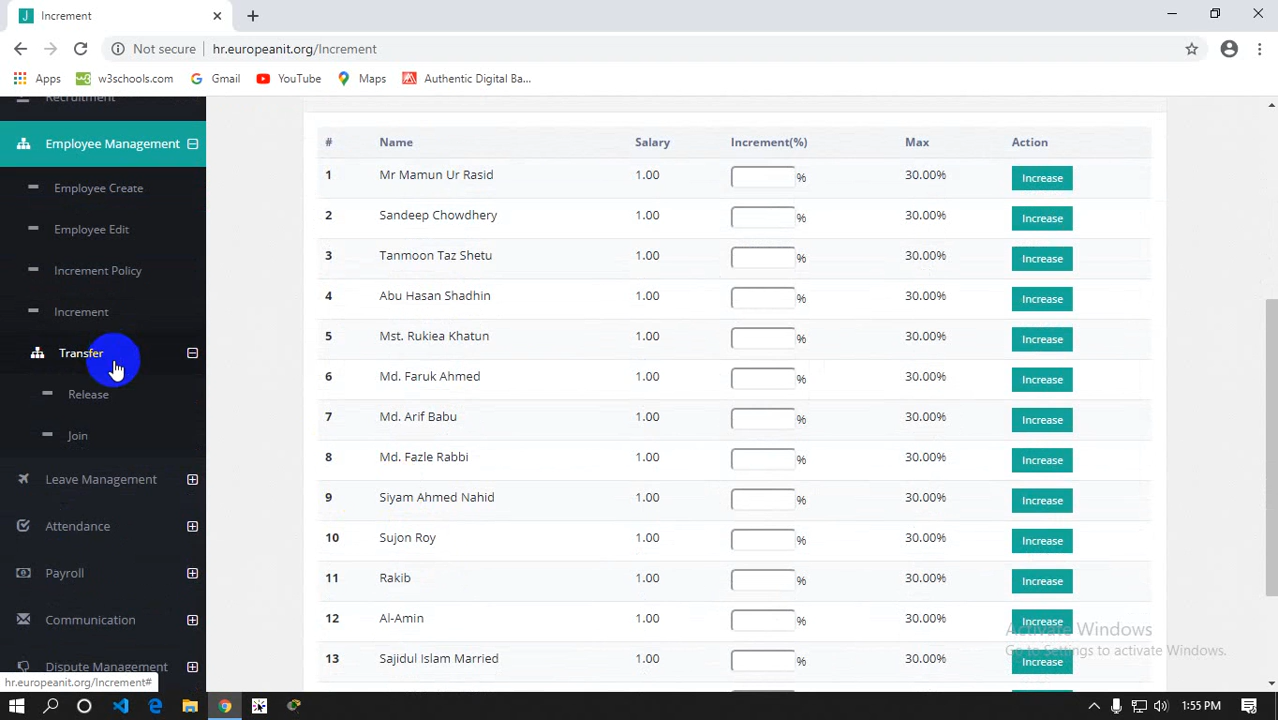 Increment
Not secure
hr.europeanit.org/Increment
Apps
w3schools.com
Gmail
YouTube
Maps
Authentic Digital Ba...
Recruitment
Employee Management
Employee Create
Employee Edit
Increment Policy
Increment
Transfer
Release
Join
Leave Management
Attendance
Payroll
Communication
Dispute Management
hr.europeanit.org/Increment#
# Name Salary Increment(%) Max Action
1 Mr Mamun Ur Rasid 1.00 % 30.00% Increase
2 Sandeep Chowdhery 1.00 % 30.00% Increase
3 Tanmoon Taz Shetu 1.00 % 30.00% Increase
4 Abu Hasan Shadhin 1.00 % 30.00% Increase
5 Mst. Rukiea Khatun 1.00 % 30.00% Increase
6 Md. Faruk Ahmed 1.00 % 30.00% Increase
7 Md. Arif Babu 1.00 % 30.00% Increase
8 Md. Fazle Rabbi 1.00 % 30.00% Increase
9 Siyam Ahmed Nahid 1.00 % 30.00% Increase
10 Sujon Roy 1.00 % 30.00% Increase
11 Rakib 1.00 % 30.00% Increase
12 Al-Amin 1.00 % 30.00% Increase
13 Sajidul Islam Married 1.00 % 30.00% Increase
Activate Windows
Go to Settings to activate Windows.
1:55 PM